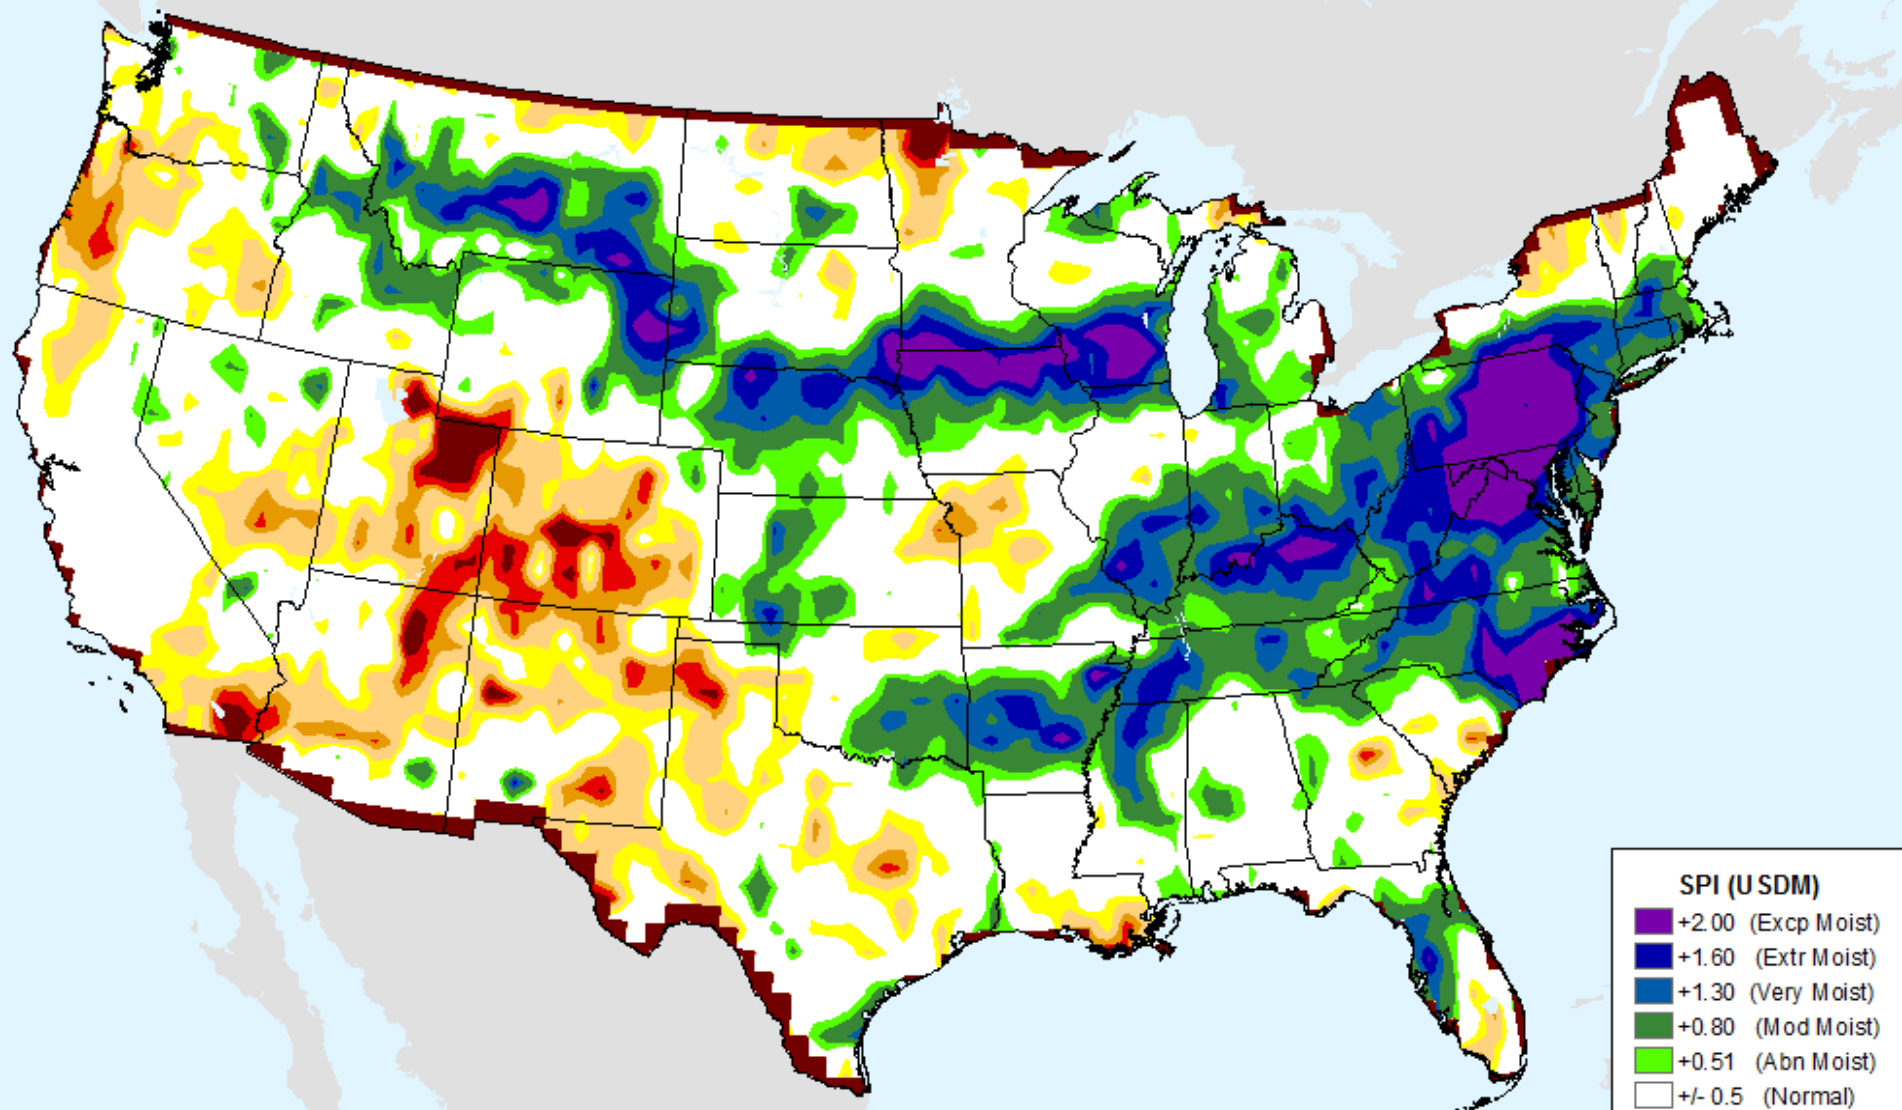 SPI (USDM)
+2.00 (Excp Moist)
+1.60 (Extr Moist)
+1.30 (Very Moist)
+0.80 (Mod Moist)
+0.51 (Abn Moist)
+/- 0.5 (Normal)